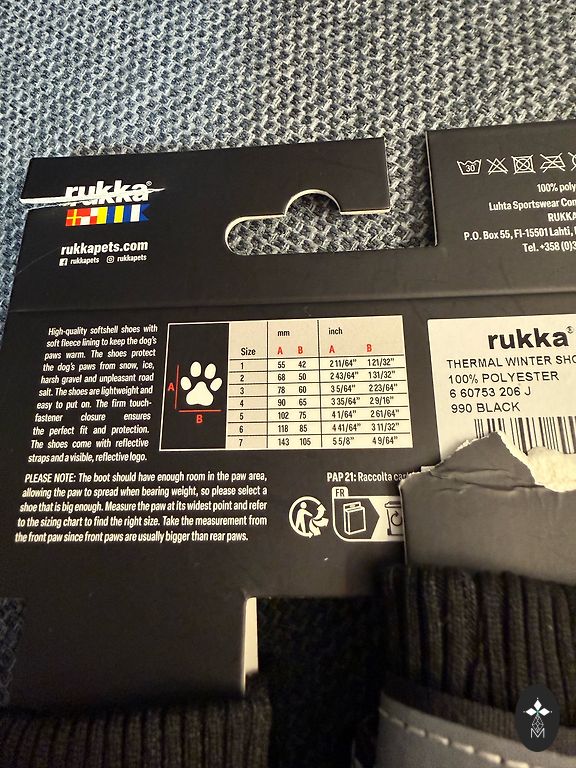 rukka®
rukkapets.com
rukkapets rukkapets
30
100% poly
Luhta Sportswear Com
RUKKA
P.O. Box 55, FI-15501 Lahti, F
Tel. +358 (0)3
High-quality softshell shoes with
soft fleece lining to keep the dog's
paws warm. The shoes protect
the dog's paws from snow, ice,
harsh gravel and unpleasant road
salt. The shoes are lightweight and
easy to put on. The firm touch-
fastener closure ensures
the perfect fit and protection.
The shoes come with reflective
straps and a visible, reflective logo.
A
B
mm inch
Size A B A B
1 55 42 2 11/64" 1 21/32"
2 68 50 2 43/64" 1 31/32"
3 78 60 3 5/64" 2 23/64"
4 90 65 3 35/64" 2 9/16"
5 102 75 4 1/64" 2 61/64"
6 118 85 4 41/64" 3 11/32"
7 143 105 5 5/8" 4 9/64"
rukka®
THERMAL WINTER SHO
100% POLYESTER
6 60753 206 J
990 BLACK
PLEASE NOTE: The boot should have enough room in the paw area,
allowing the paw to spread when bearing weight, so please select a
shoe that is big enough. Measure the paw at its widest point and refer
to the sizing chart to find the right size. Take the measurement from
the front paw since front paws are usually bigger than rear paws.
PAP 21: Raccolta car
FR
M